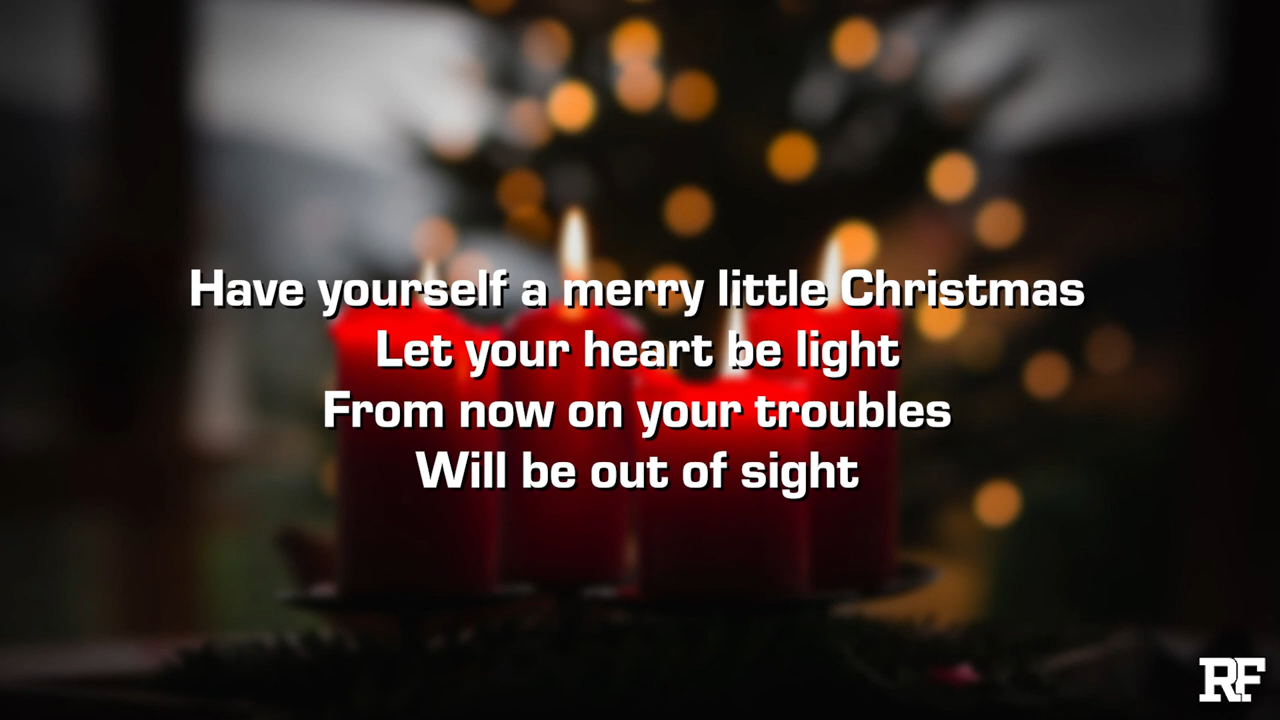 Have yourself a merry little Christmas
Let your heart be light
From now on your troubles
Will be out of sight
RF